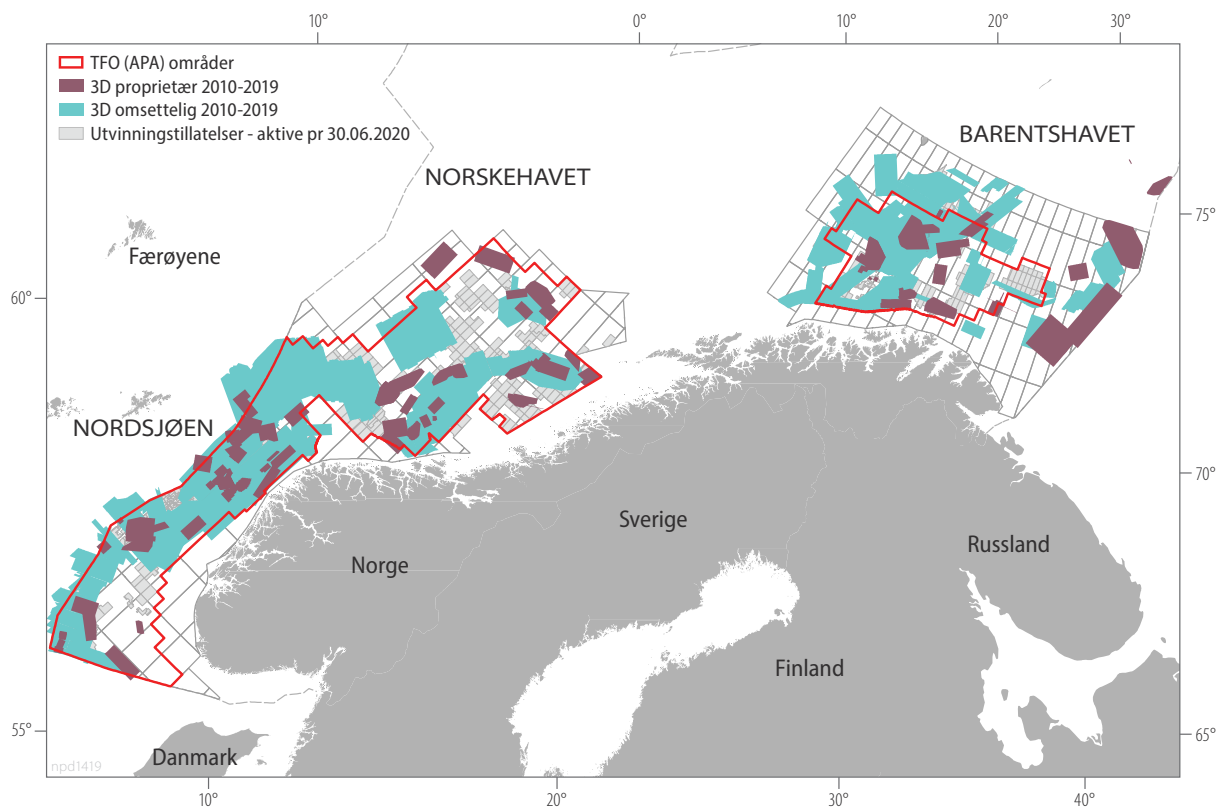 10°
0°
10°
20°
30°
TFO (APA) områder
3D proprietær 2010-2019
3D omsettelig 2010-2019
Utvinningstillatelser - aktive pr 30.06.2020
BARENTSHAVET
NORSKEHAVET
75°
Færøyene
60°
NORDSJØEN
70°
Sverige
Russland
Norge
Finland
55°
65°
Danmark
npd1419
10°
20°
30°
40°